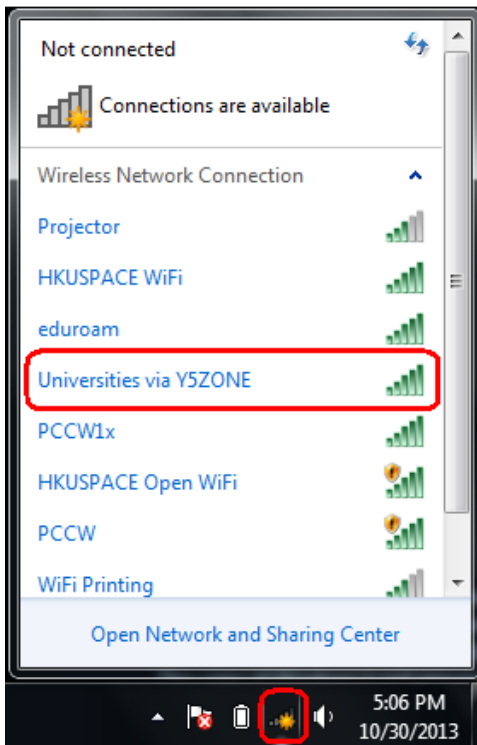 Not connected
Connections are available
Wireless Network Connection
Projector
HKUSPACE WiFi
eduroam
Universities via Y5ZONE
PCCW1x
HKUSPACE Open WiFi
PCCW
WiFi Printing
Open Network and Sharing Center
5:06 PM
10/30/2013